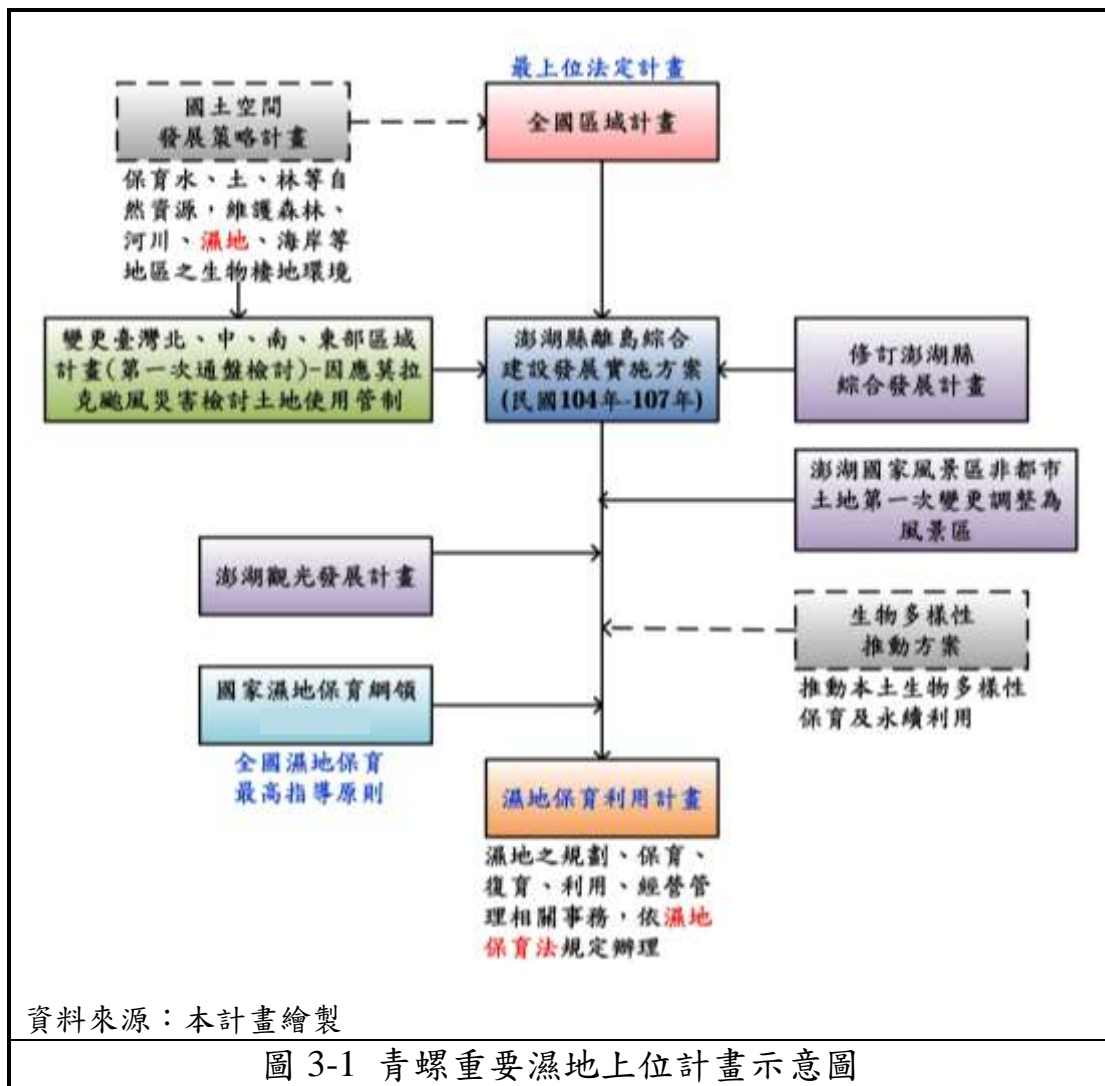 最上位法定計畫
國土空間
發展策略計畫
全國區域計畫
保育水、土、林等自
然資源，維護森林、
河川、濕地、海岸等
地區之生物棲地環境
變更臺灣北、中、南、東部區域
計畫(第一次通盤檢討)-因應莫拉
克颱風災害檢討土地使用管制
澎湖縣離島綜合
建設發展實施方案
(民國104年-107年)
修訂澎湖縣
綜合發展計畫
澎湖國家風景區非都市
土地第一次變更調整為
風景區
澎湖觀光發展計畫
生物多樣性
推動方案
推動本土生物多樣性
保育及永續利用
國家濕地保育綱領
全國濕地保育
最高指導原則
濕地保育利用計畫
濕地之規劃、保育、
復育、利用、經營管
理相關事務，依濕地
保育法規定辦理
資料來源：本計畫繪製
圖 3-1 青螺重要濕地上位計畫示意圖